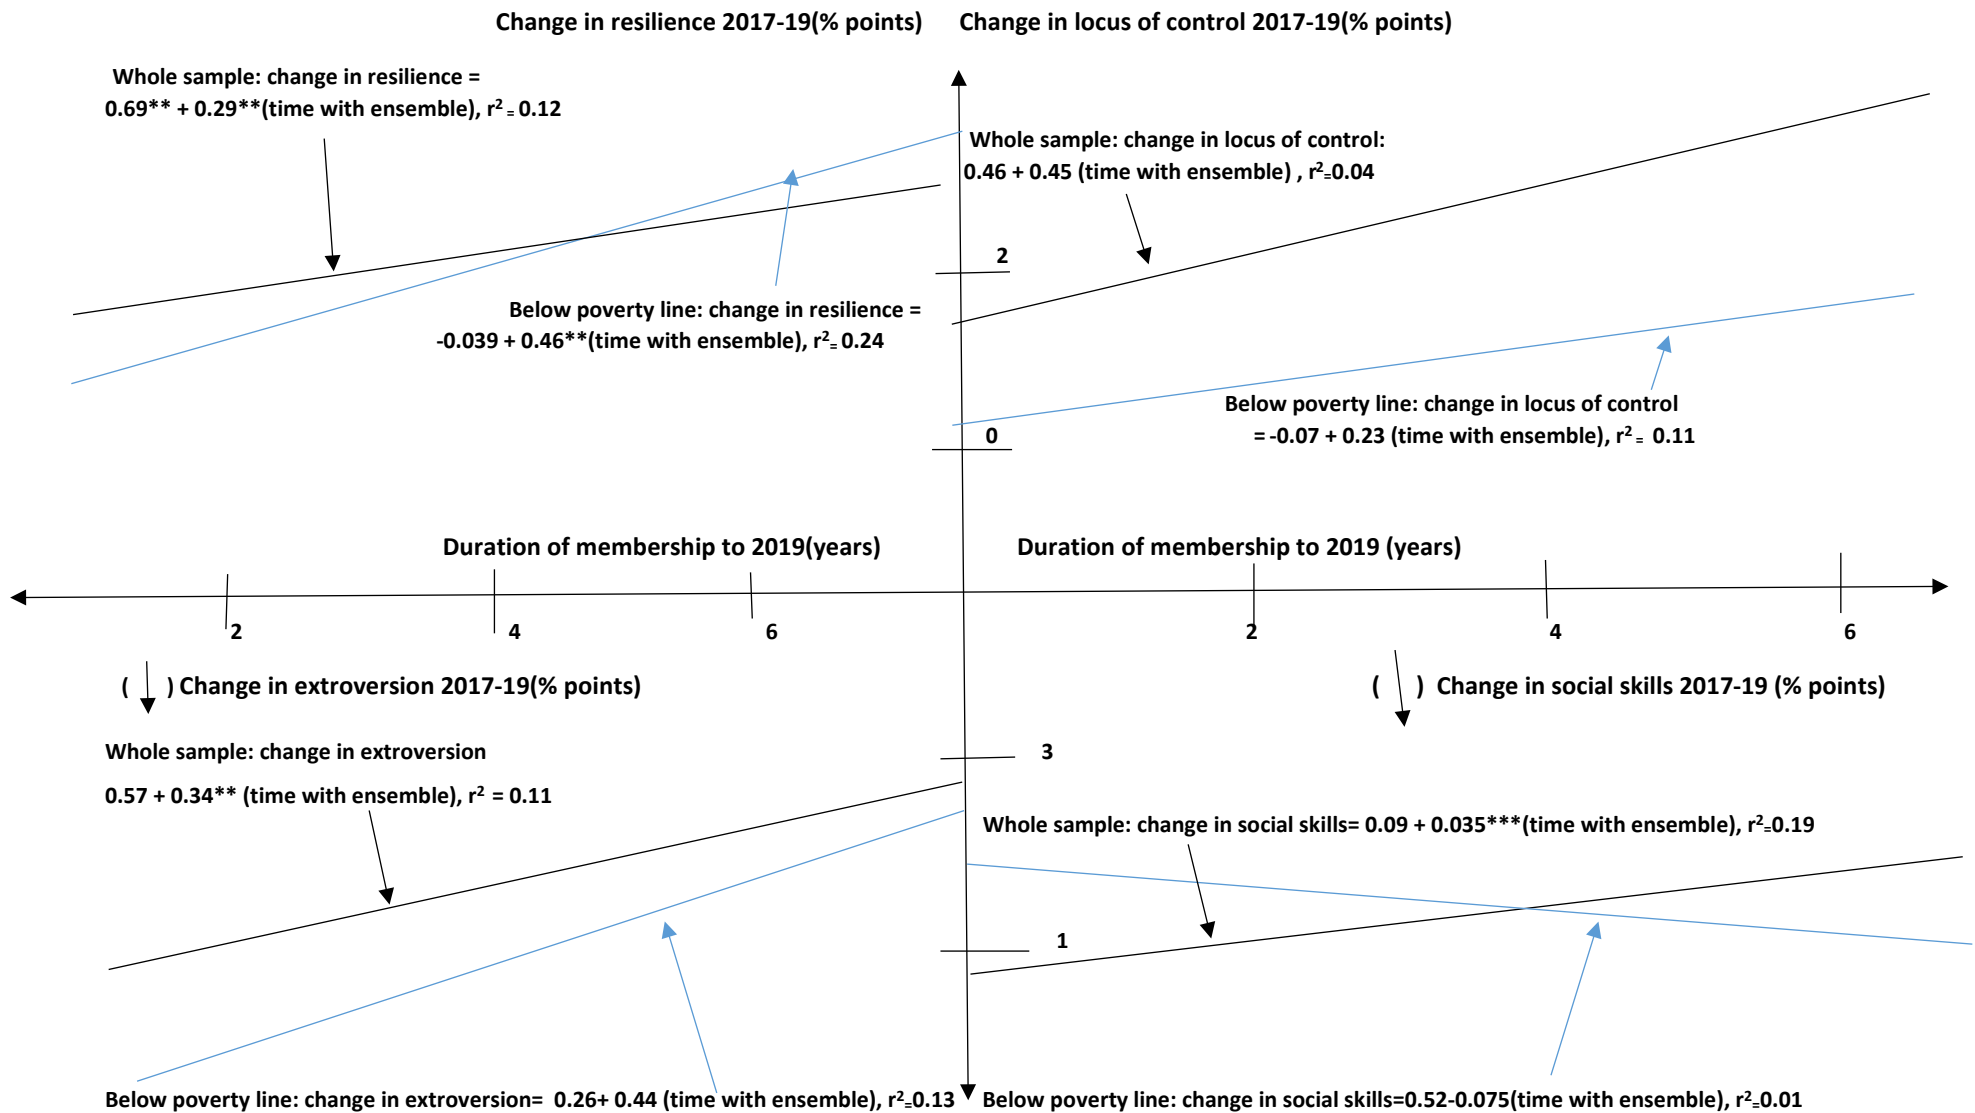 Change in resilience 2017-19(% points)
Change in locus of control 2017-19(% points)
Whole sample: change in resilience =
0.69** + 0.29**(time with ensemble), r² = 0.12
Whole sample: change in locus of control:
0.46 + 0.45 (time with ensemble) , r²=0.04
2
Below poverty line: change in resilience =
-0.039 + 0.46**(time with ensemble), r²= 0.24
Below poverty line: change in locus of control
= -0.07 + 0.23 (time with ensemble), r² = 0.11
0
Duration of membership to 2019(years)
Duration of membership to 2019 (years)
2 4 6 2 4 6
( ) Change in extroversion 2017-19(% points)
( ) Change in social skills 2017-19 (% points)
Whole sample: change in extroversion
0.57 + 0.34** (time with ensemble), r² = 0.11
3
Whole sample: change in social skills= 0.09 + 0.035***(time with ensemble), r²=0.19
1
Below poverty line: change in extroversion= 0.26+ 0.44 (time with ensemble), r²=0.13
Below poverty line: change in social skills=0.52-0.075(time with ensemble), r²=0.01